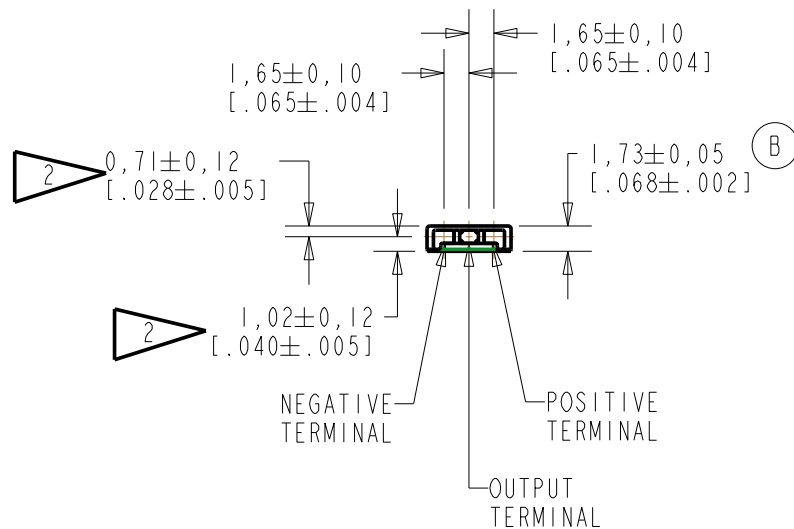 1,65±0,10
[.065±.004]
1,65±0,10
[.065±.004]
2
0,71±0,12
[.028±.005]
1,73±0,05
[.068±.002]
B
2
1,02±0,12
[.040±.005]
NEGATIVE
TERMINAL
POSITIVE
TERMINAL
OUTPUT
TERMINAL